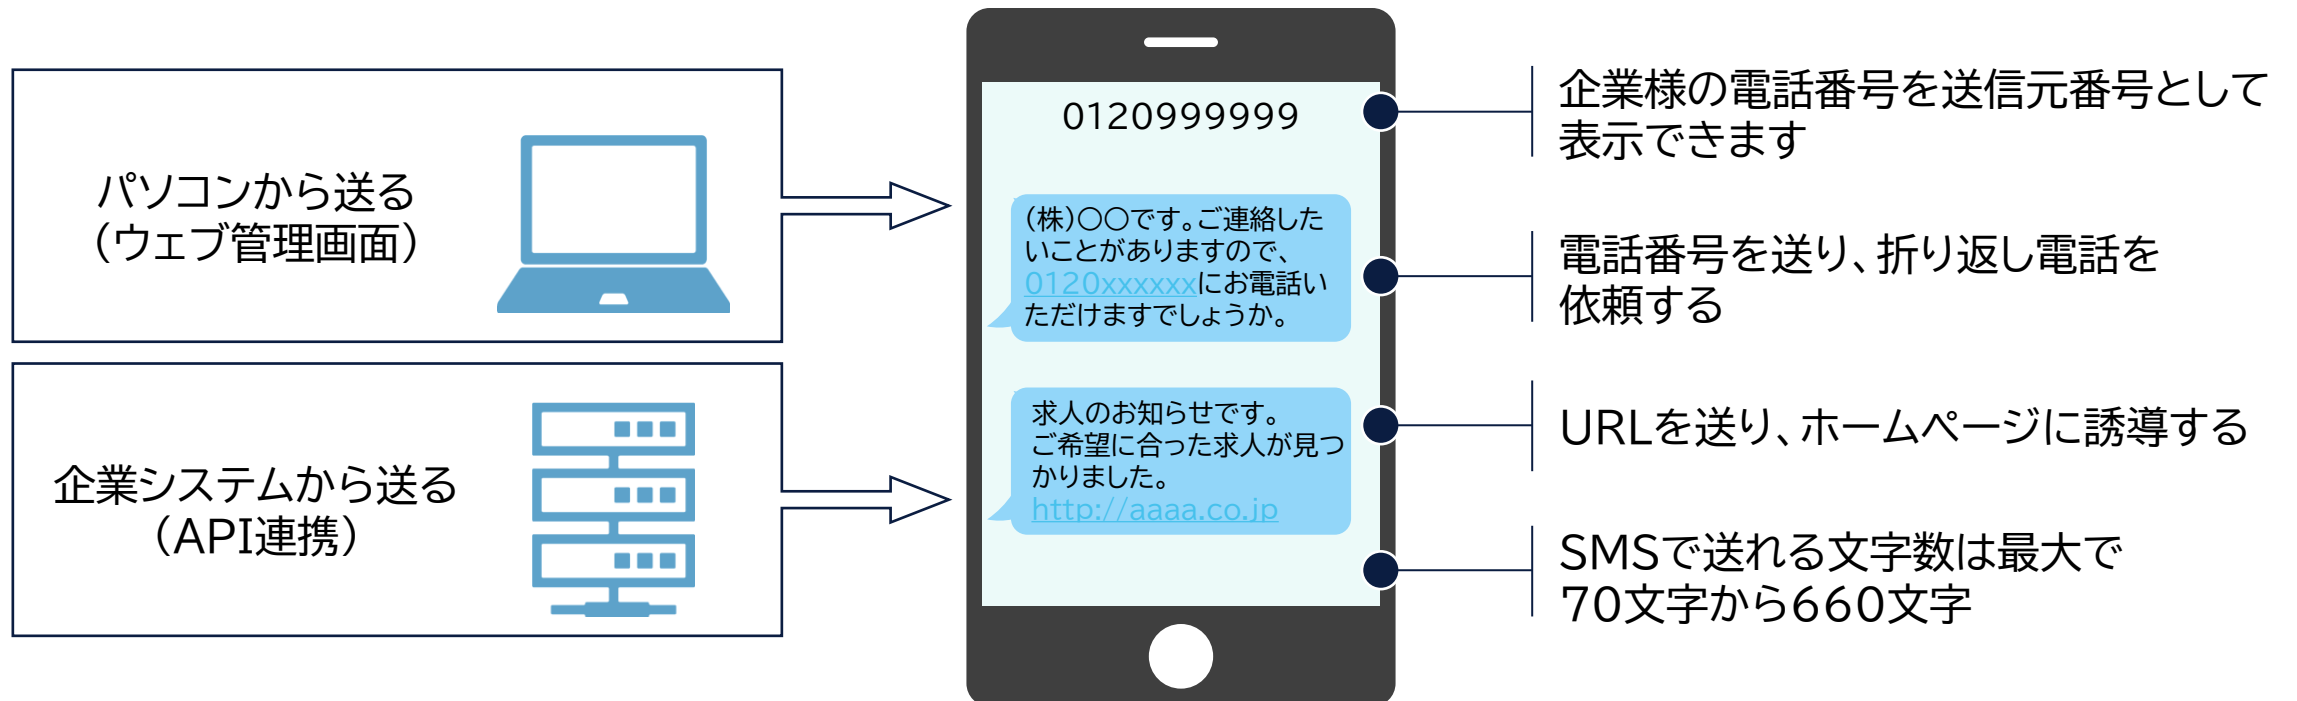 パソコンから送る
（ウェブ管理画面）
企業システムから送る
（API連携）
0120999999
（株）〇〇です。ご連絡した
いことがありますので、
0120xxxxxxにお電話い
ただけますでしょうか。
求人のお知らせです。
ご希望に合った求人が見つ
かりました。
http://aaaa.co.jp
企業様の電話番号を送信元番号として
表示できます
電話番号を送り、折り返し電話を
依頼する
URLを送り、ホームページに誘導する
SMSで送れる文字数は最大で
70文字から660文字